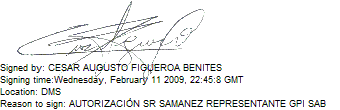 Signed by: CESAR AUGUSTO FIGUEROA BENITES
Signing time:Wednesday, February 11 2009, 22:45:8 GMT
Location: DMS
Reason to sign: AUTORIZACIÓN SR SAMANEZ REPRESENTANTE GPI SAB